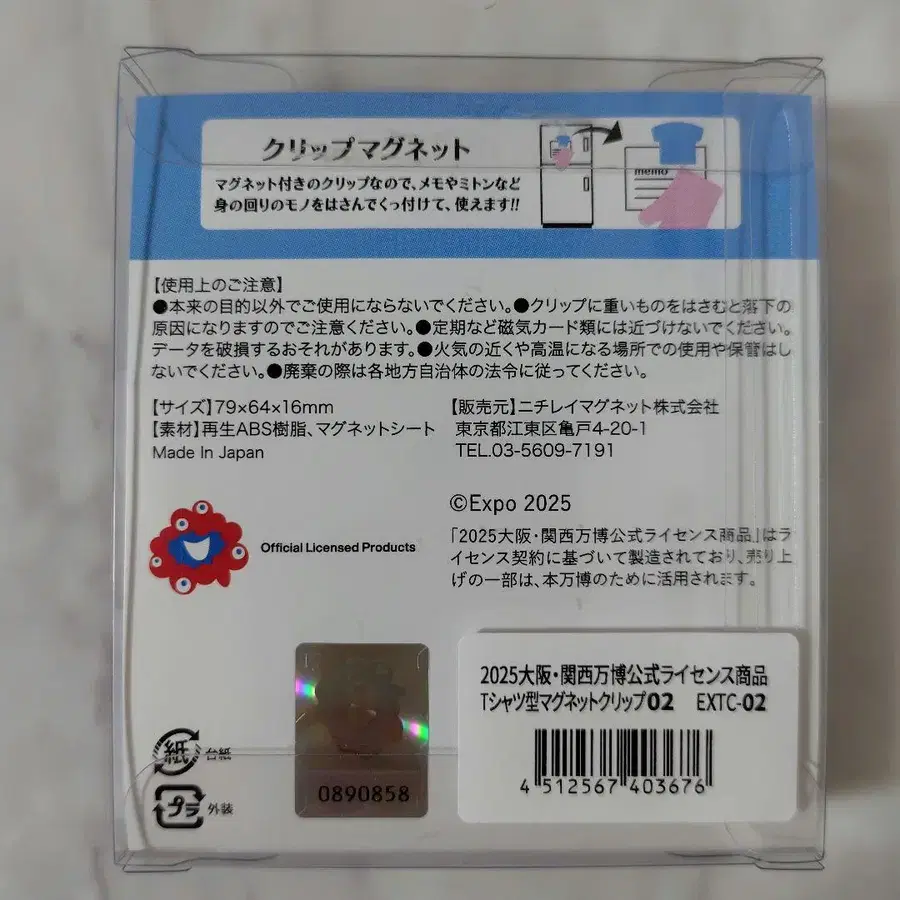 クリップマグネット
マグネット付きのクリップなので、メモやミトンなど
身の回りのモノをはさんでくっ付けて、使えます!!
memo
【使用上のご注意】
●本来の目的以外でご使用にならないでください。●クリップに重いものをはさむと落下の
原因になりますのでご注意ください。●定期など磁気カード類には近づけないでください。
データを破損するおそれがあります。●火気の近くや高温になる場所での使用や保管はし
ないでください。●廃棄の際は各地方自治体の法令に従ってください。
【サイズ】79×64×16mm
【素材】再生ABS樹脂、マグネットシート
Made In Japan
【販売元】ニチレイマグネット株式会社
東京都江東区亀戸4-20-1
TEL.03-5609-7191
©Expo 2025
「2025大阪・関西万博公式ライセンス商品」はラ
イセンス契約に基づいて製造されており、売り上
げの一部は、本万博のために活用されます。
Official Licensed Products
2025大阪・関西万博公式ライセンス商品
Tシャツ型マグネットクリップ02 EXTC-02
4 512567 403676
0890858
紙 台紙
プラ 外装